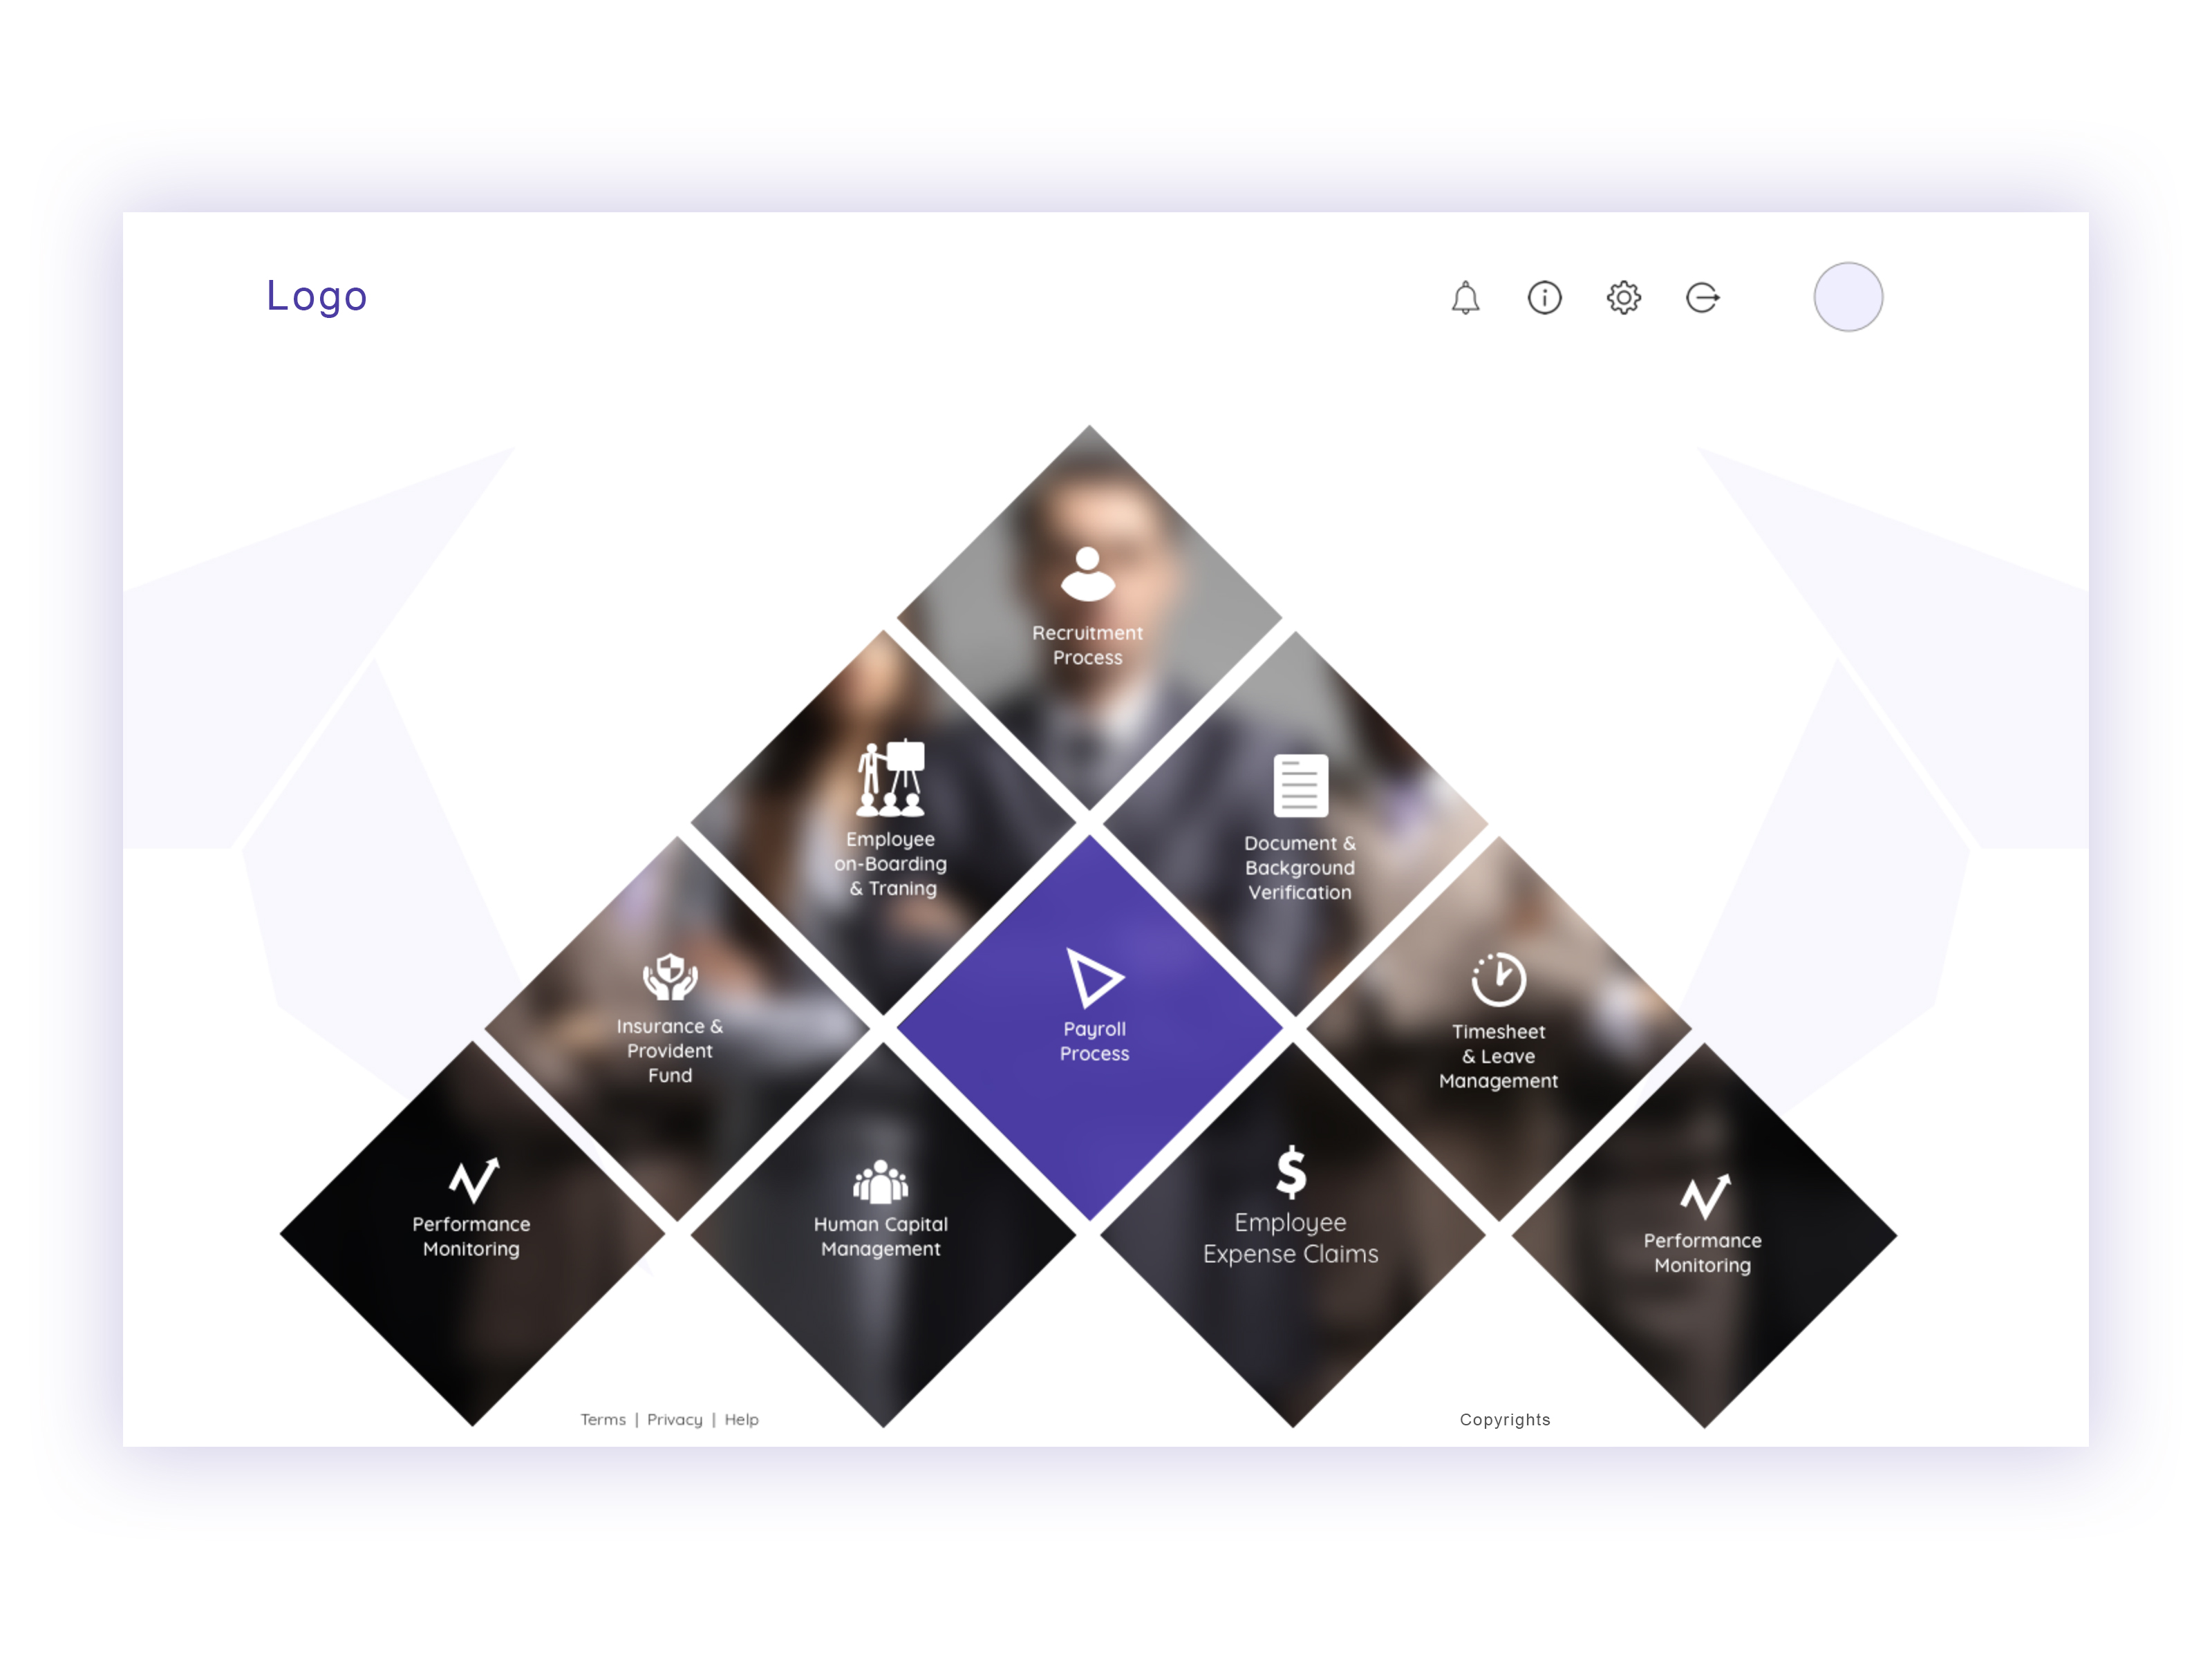 Logo
Recruitment
Process
Employee
on-Boarding
& Traning
Document &
Background
Verification
Insurance &
Provident
Fund
Payroll
Process
Timesheet
& Leave
Management
Performance
Monitoring
Human Capital
Management
Employee
Expense Claims
Performance
Monitoring
Terms | Privacy | Help
Copyrights